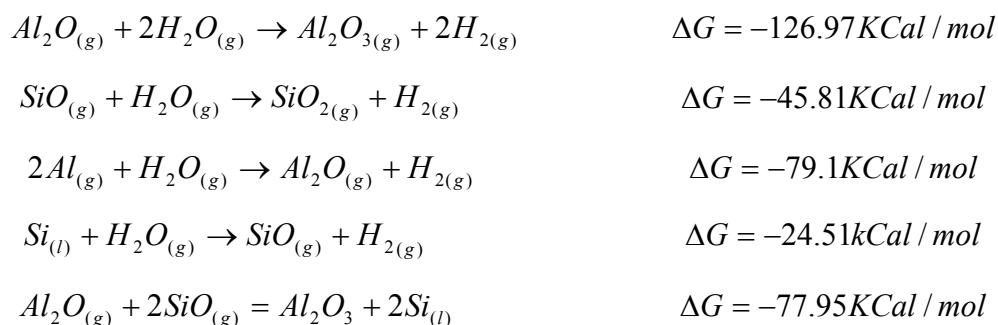 Al₂O₍g₎ + 2H₂O₍g₎ → Al₂O₃₍g₎ + 2H₂₍g₎ ΔG = −126.97KCal / mol
SiO₍g₎ + H₂O₍g₎ → SiO₂₍g₎ + H₂₍g₎ ΔG = −45.81KCal / mol
2Al₍g₎ + H₂O₍g₎ → Al₂O₍g₎ + H₂₍g₎ ΔG = −79.1KCal / mol
Si₍l₎ + H₂O₍g₎ → SiO₍g₎ + H₂₍g₎ ΔG = −24.51kCal / mol
Al₂O₍g₎ + 2SiO₍g₎ = Al₂O₃ + 2Si₍l₎ ΔG = −77.95KCal / mol